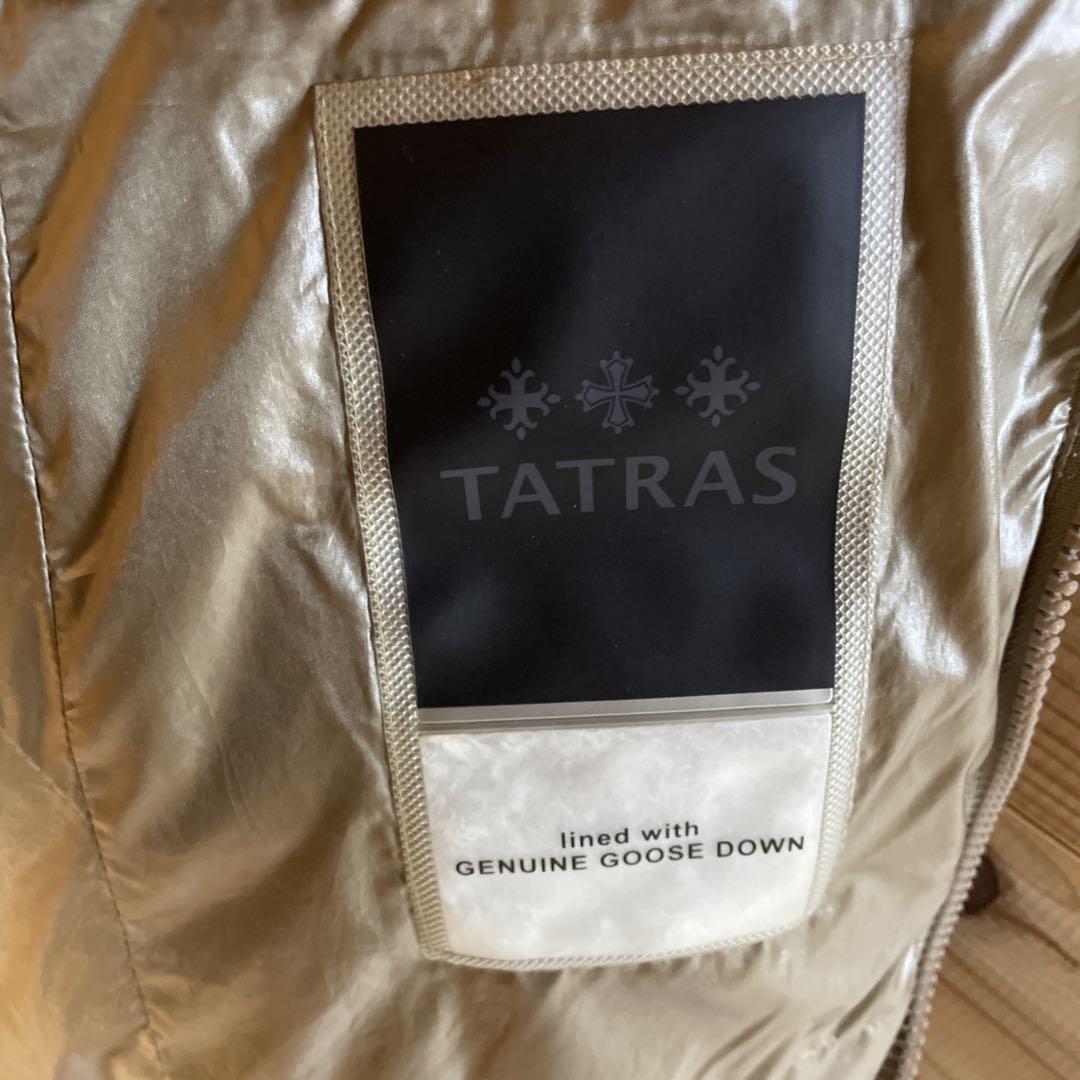 TATRAS
lined with
GENUINE GOOSE DOWN